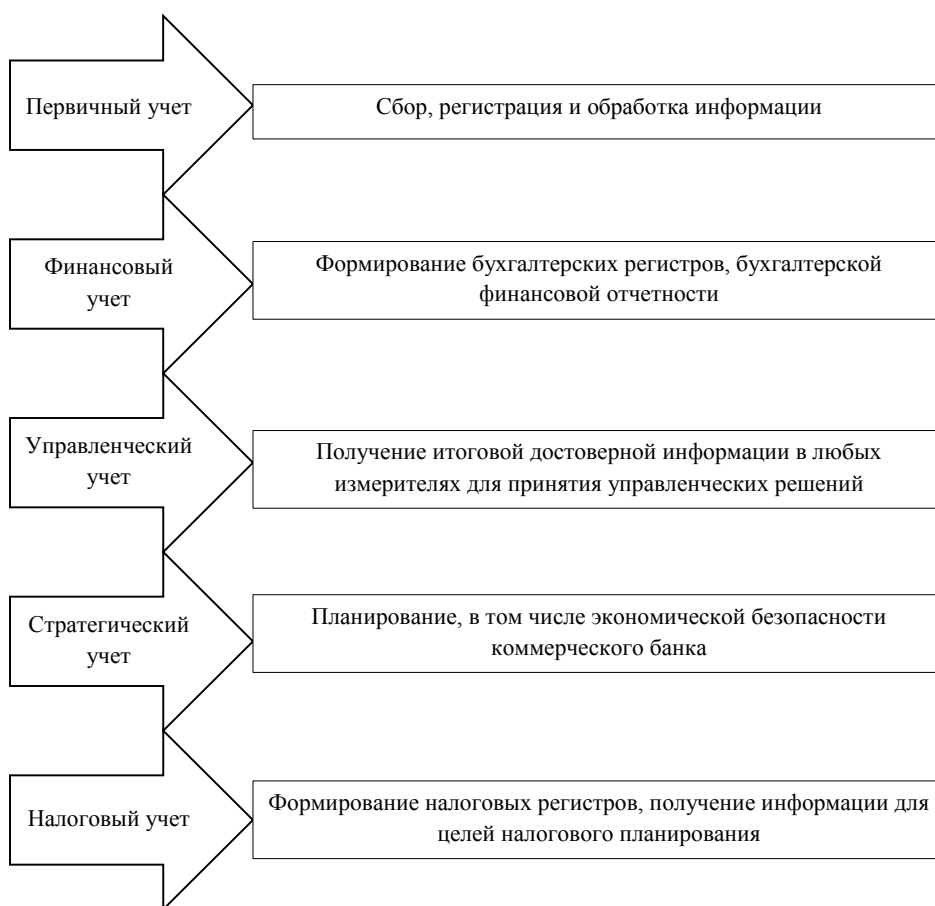 Первичный учет
Сбор, регистрация и обработка информации
Финансовый
учет
Формирование бухгалтерских регистров, бухгалтерской
финансовой отчетности
Управленческий
учет
Получение итоговой достоверной информации в любых
измерителях для принятия управленческих решений
Стратегический
учет
Планирование, в том числе экономической безопасности
коммерческого банка
Налоговый учет
Формирование налоговых регистров, получение информации для
целей налогового планирования